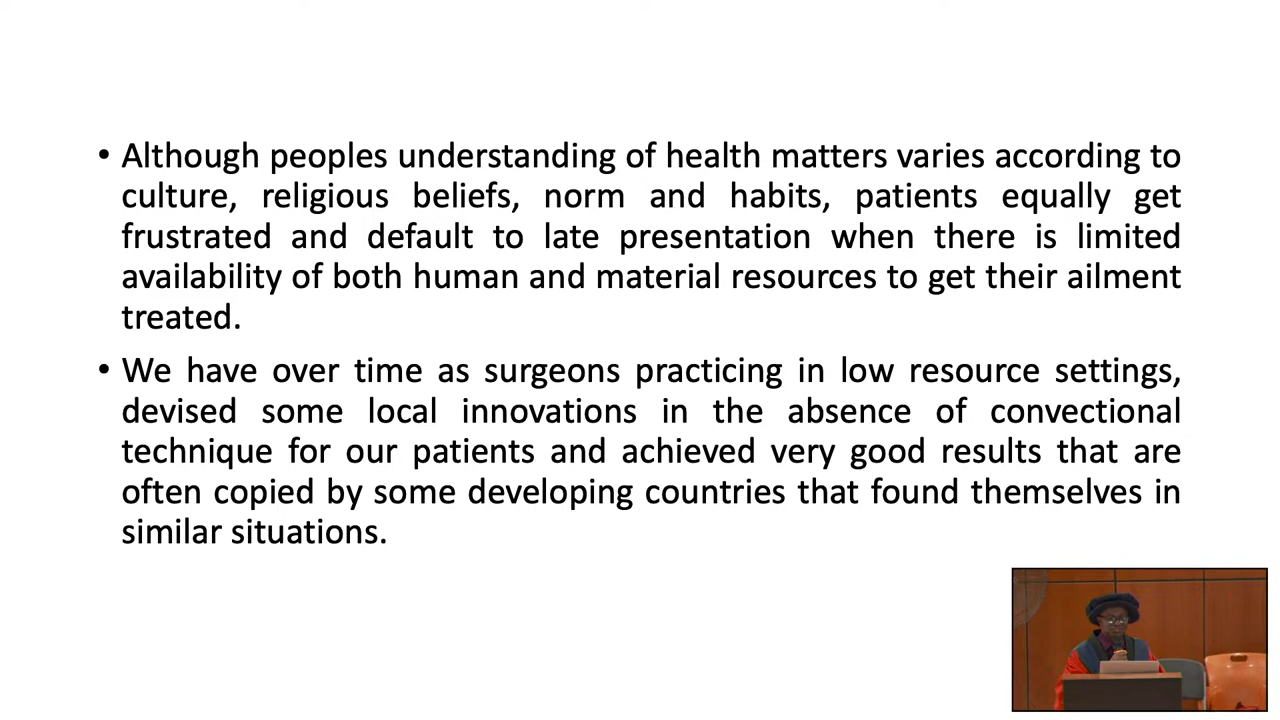 • Although peoples understanding of health matters varies according to
culture, religious beliefs, norm and habits, patients equally get
frustrated and default to late presentation when there is limited
availability of both human and material resources to get their ailment
treated.
• We have over time as surgeons practicing in low resource settings,
devised some local innovations in the absence of convectional
technique for our patients and achieved very good results that are
often copied by some developing countries that found themselves in
similar situations.